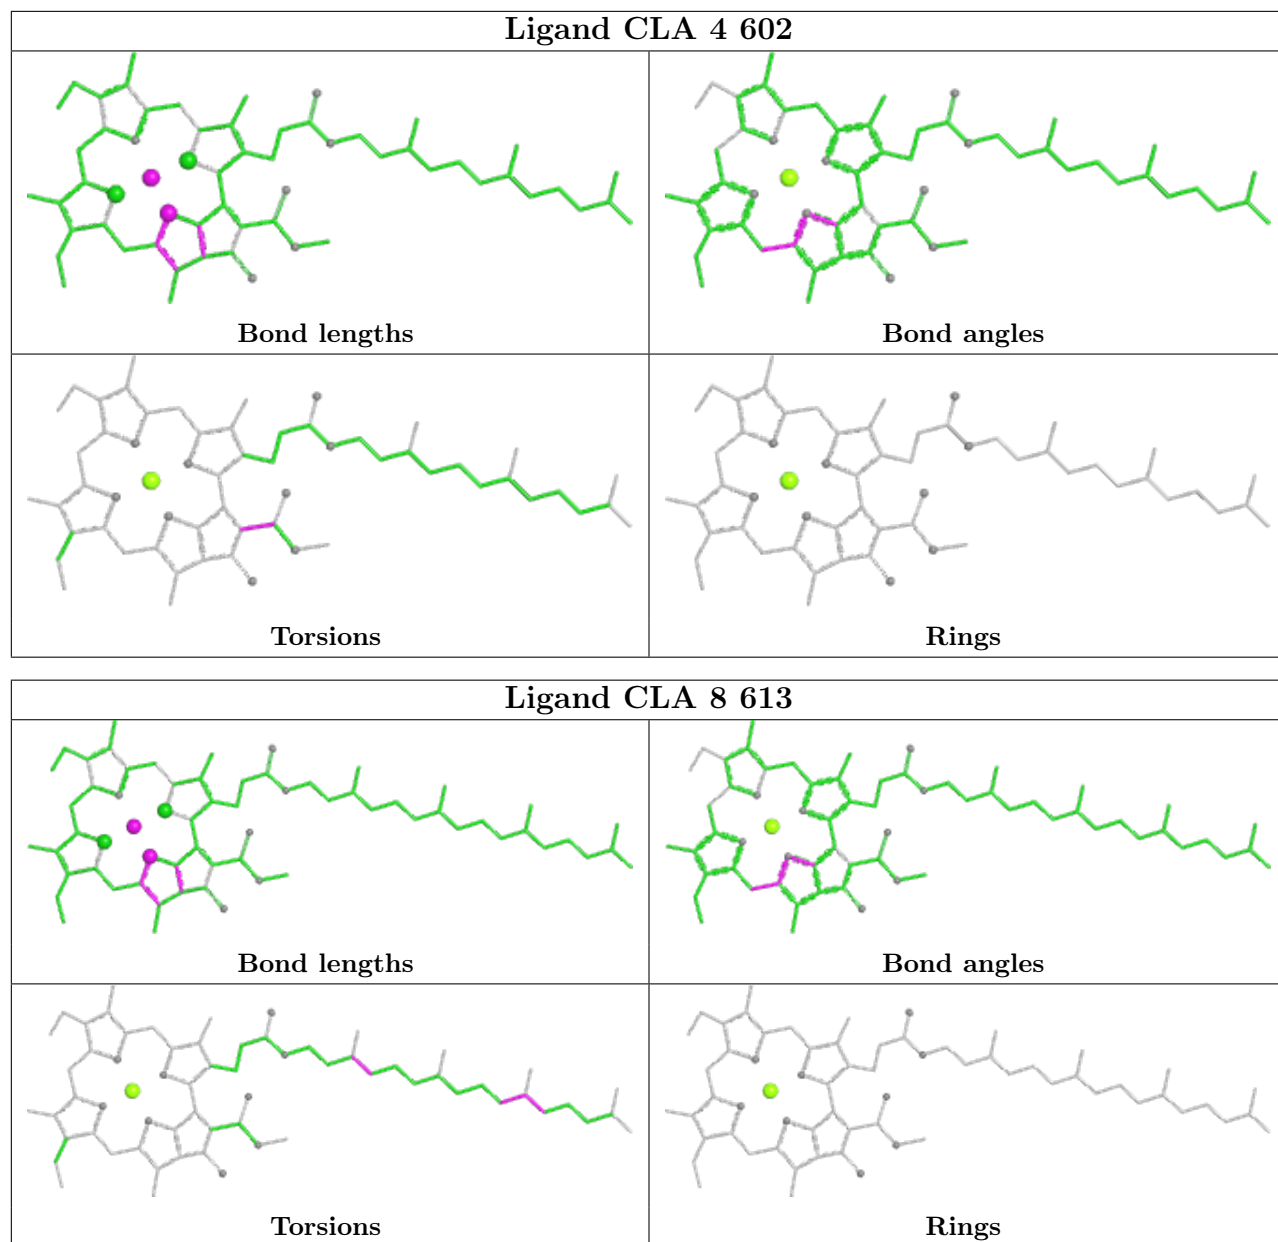 Ligand CLA 4 602
Bond lengths
Bond angles
Torsions
Rings
Ligand CLA 8 613
Bond lengths
Bond angles
Torsions
Rings